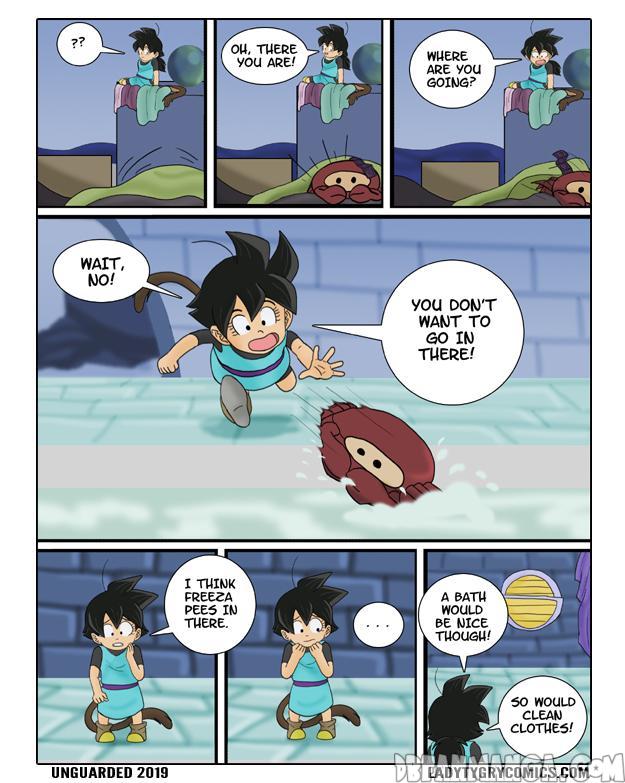 ??
OH, THERE
YOU ARE!
WHERE
ARE YOU
GOING?
WAIT,
NO!
YOU DON'T
WANT TO
GO IN
THERE!
I THINK
FREEZA
PEES IN
THERE.
...
A BATH
WOULD
BE NICE
THOUGH!
SO WOULD
CLEAN
CLOTHES!
UNGUARDED 2019
LADYTYGRYCOMICS.COM
DBFANMANGA.COM